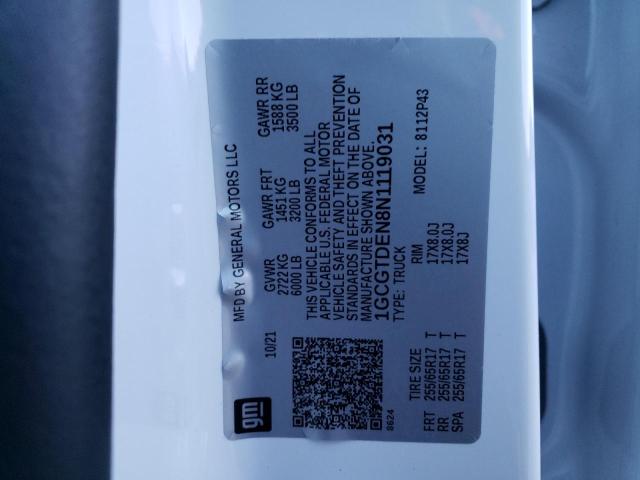 gm
10/21
MFD BY GENERAL MOTORS LLC
GVWR GAWR FRT GAWR RR
2722 KG 1451 KG 1588 KG
6000 LB 3200 LB 3500 LB
THIS VEHICLE CONFORMS TO ALL
APPLICABLE U.S. FEDERAL MOTOR
VEHICLE SAFETY AND THEFT PREVENTION
STANDARDS IN EFFECT ON THE DATE OF
MANUFACTURE SHOWN ABOVE.
1GCGTDEN8N1119031
TYPE: TRUCK MODEL: 8112P43
8624
TIRE SIZE RIM
FRT 255/65R17 T 17X8.0J
RR 255/65R17 T 17X8.0J
SPA 255/65R17 T 17X8J